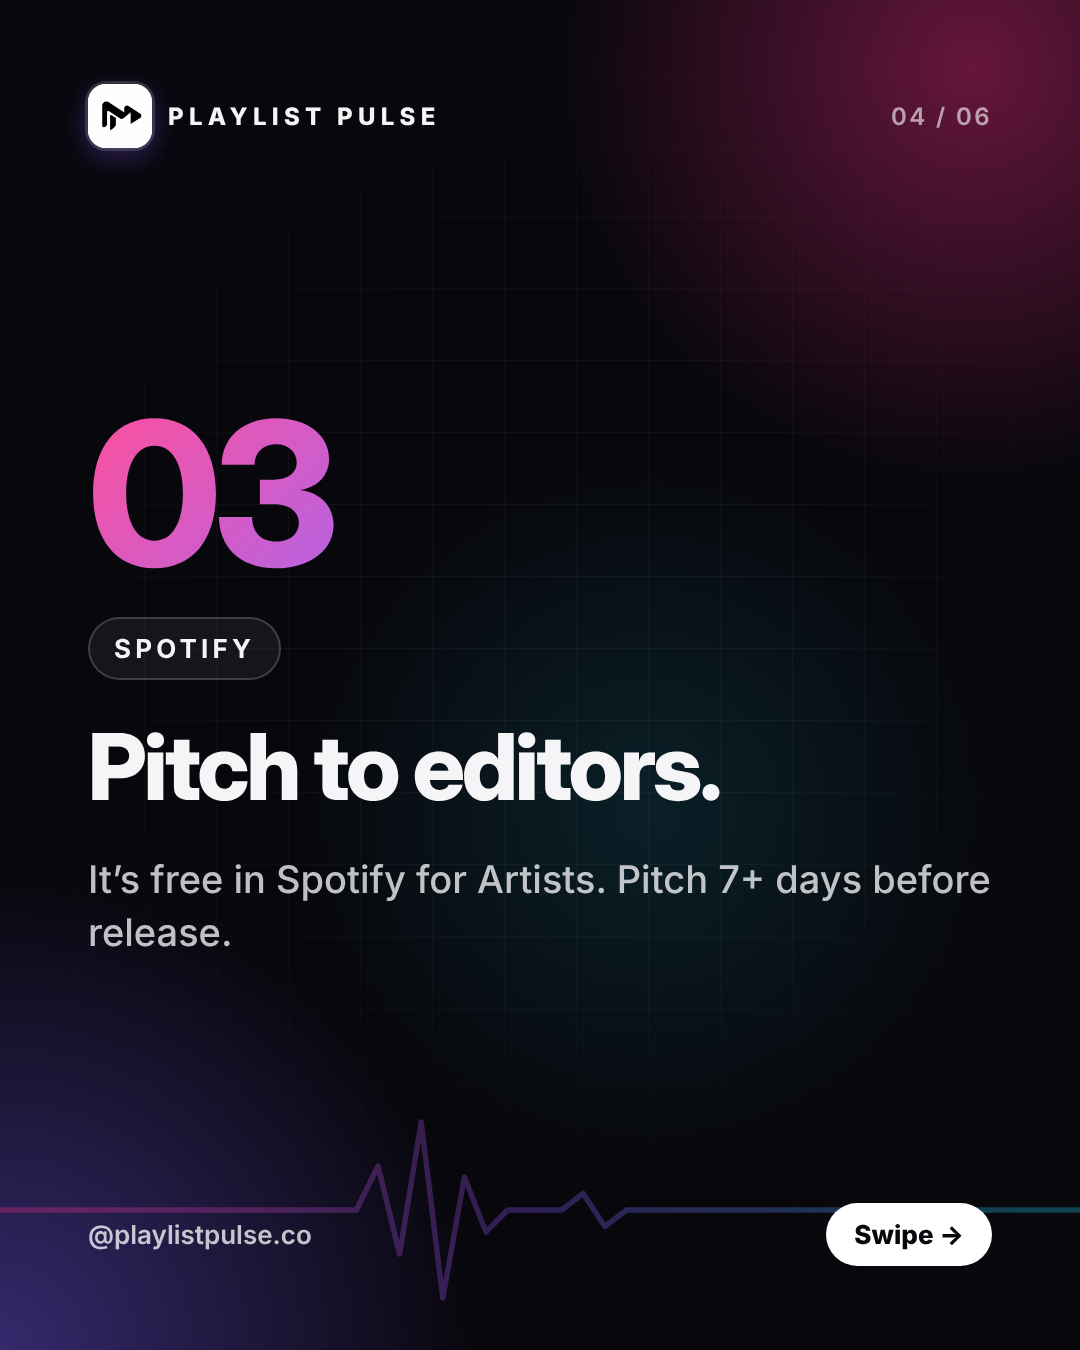 PLAYLIST PULSE
04 / 06
03
SPOTIFY
Pitch to editors.
It’s free in Spotify for Artists. Pitch 7+ days before
release.
@playlistpulse.co
Swipe →